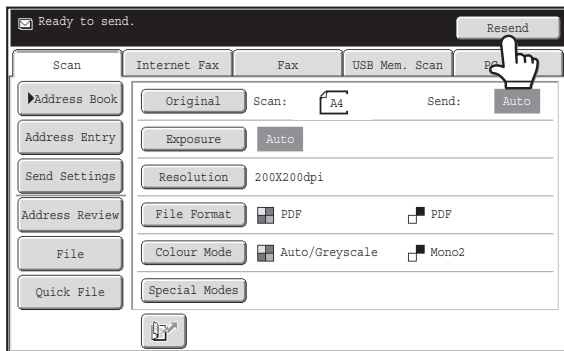 Ready to send.
Resend
Scan
Internet Fax
Fax
USB Mem. Scan
Address Book
Original
Scan:
A4
Send:
Auto
Address Entry
Exposure
Auto
Send Settings
Resolution
200X200dpi
Address Review
File Format
PDF
PDF
File
Colour Mode
Auto/Greyscale
Mono2
Quick File
Special Modes